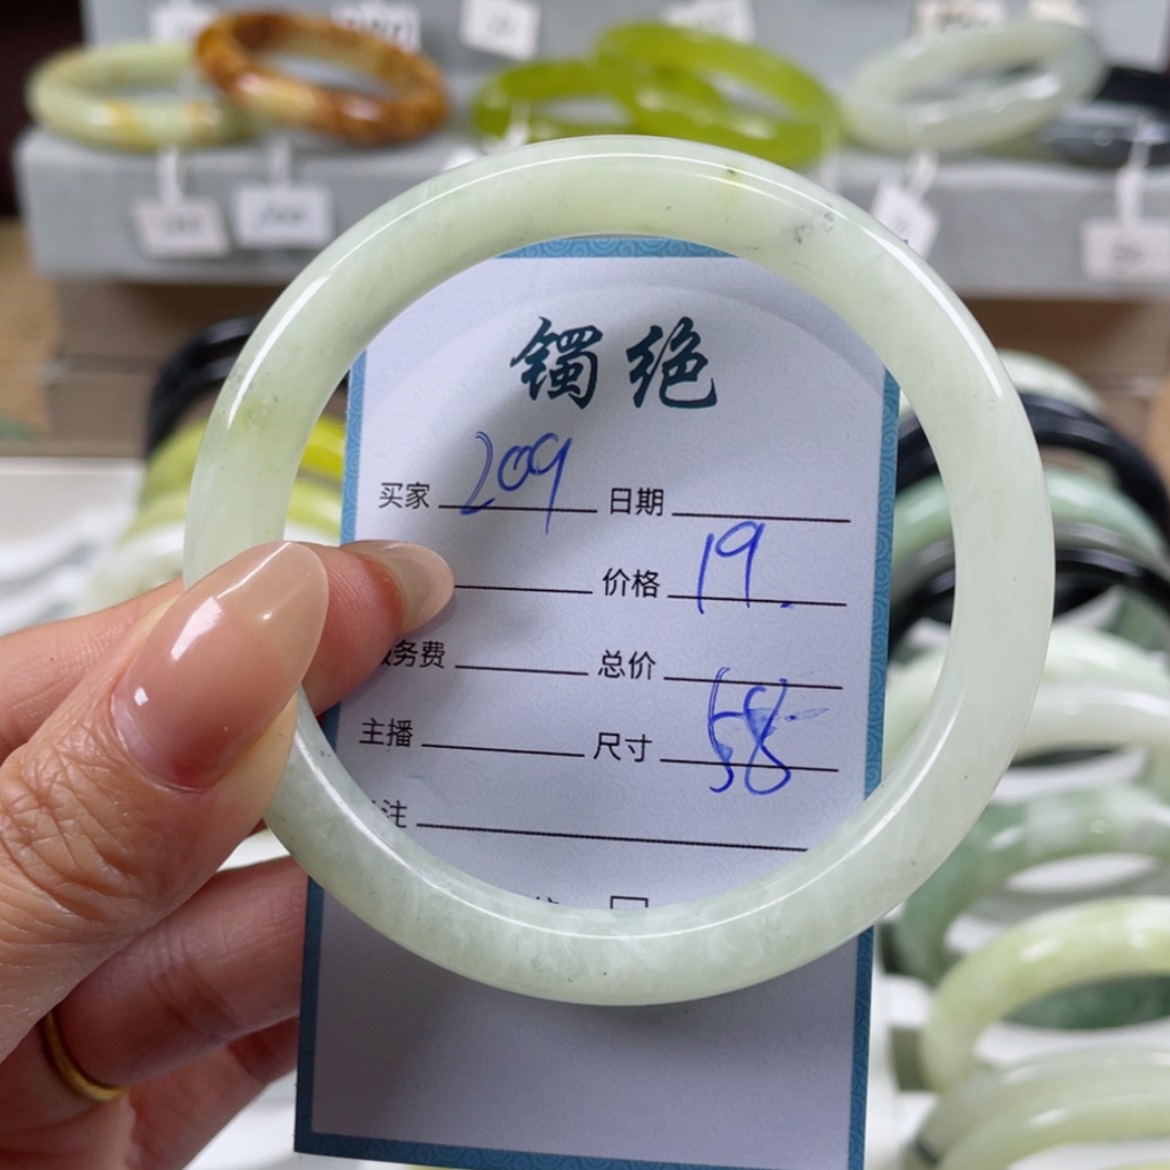 镯绝
买家 209 日期
价格 19.
务费 总价
主播 尺寸 58
注